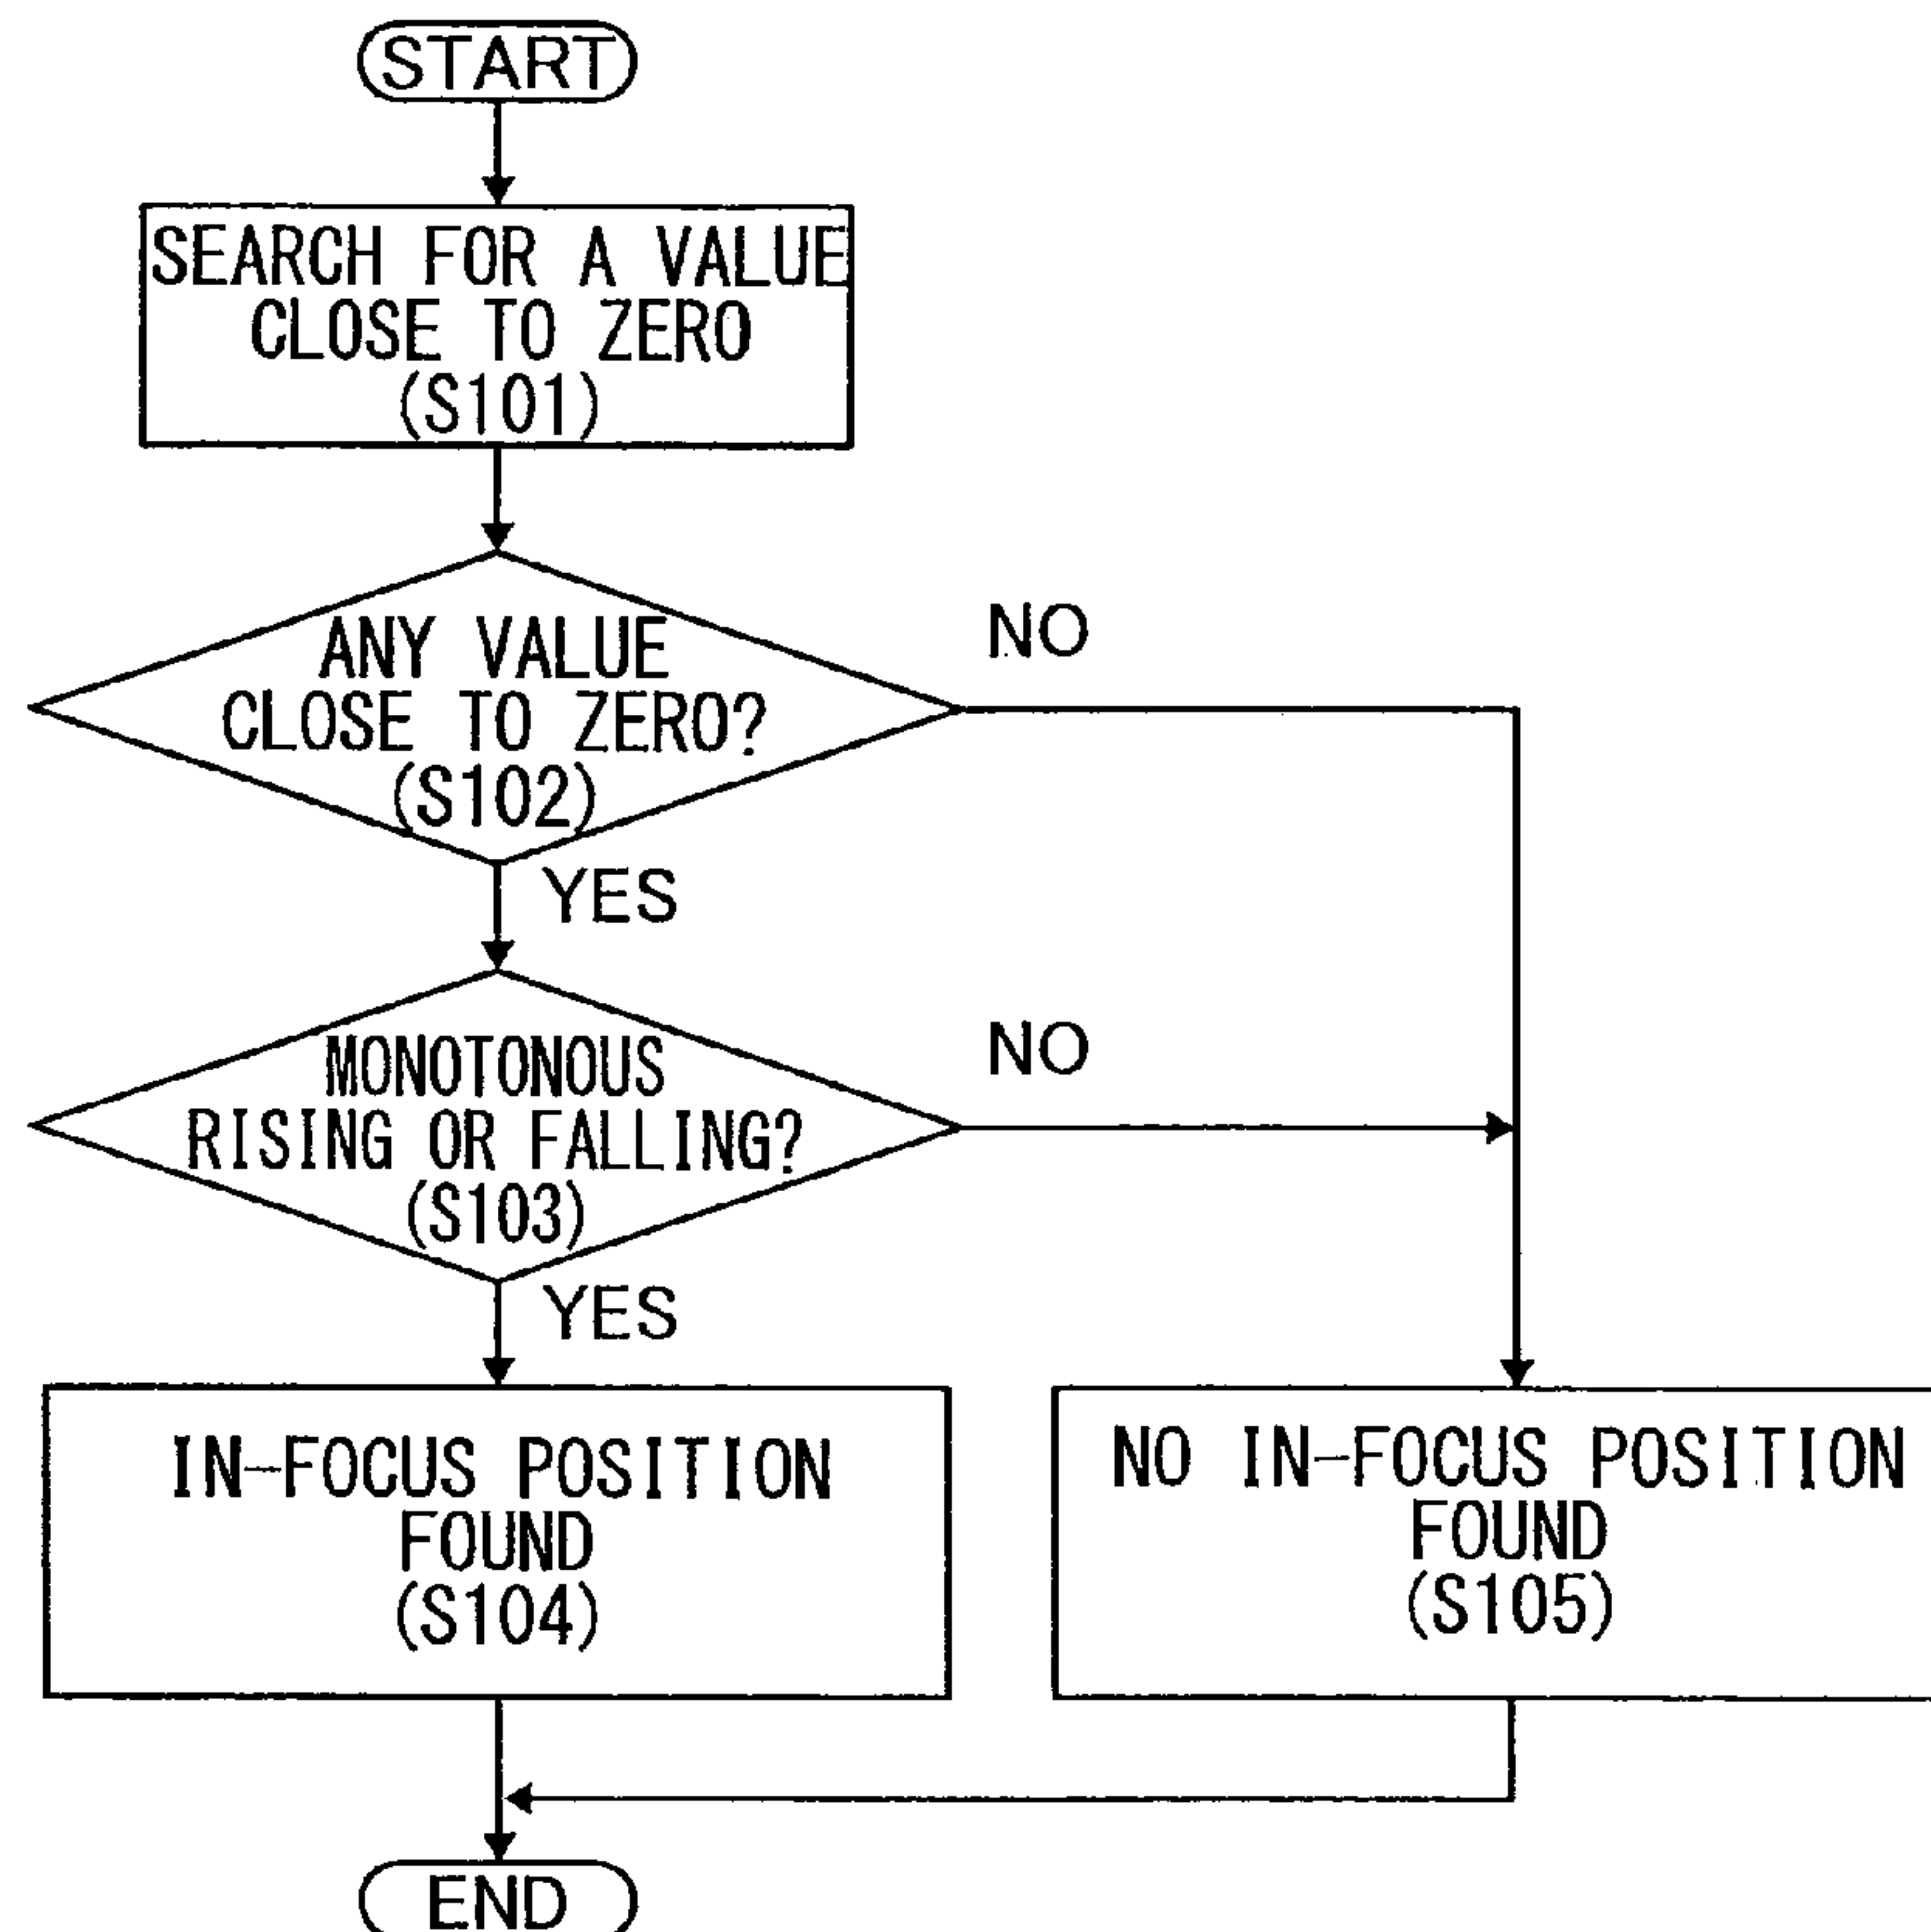 START
SEARCH FOR A VALUE
CLOSE TO ZERO
(S101)
ANY VALUE
CLOSE TO ZERO?
(S102)
NO
YES
MONOTONOUS
RISING OR FALLING?
(S103)
NO
YES
IN-FOCUS POSITION
FOUND
(S104)
NO IN-FOCUS POSITION
FOUND
(S105)
END